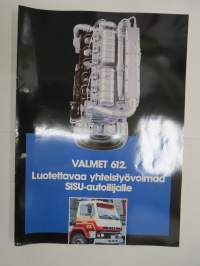 VALMET 612.
Luotettavaa yhteistyövoimaa
SISU-autoilijalle